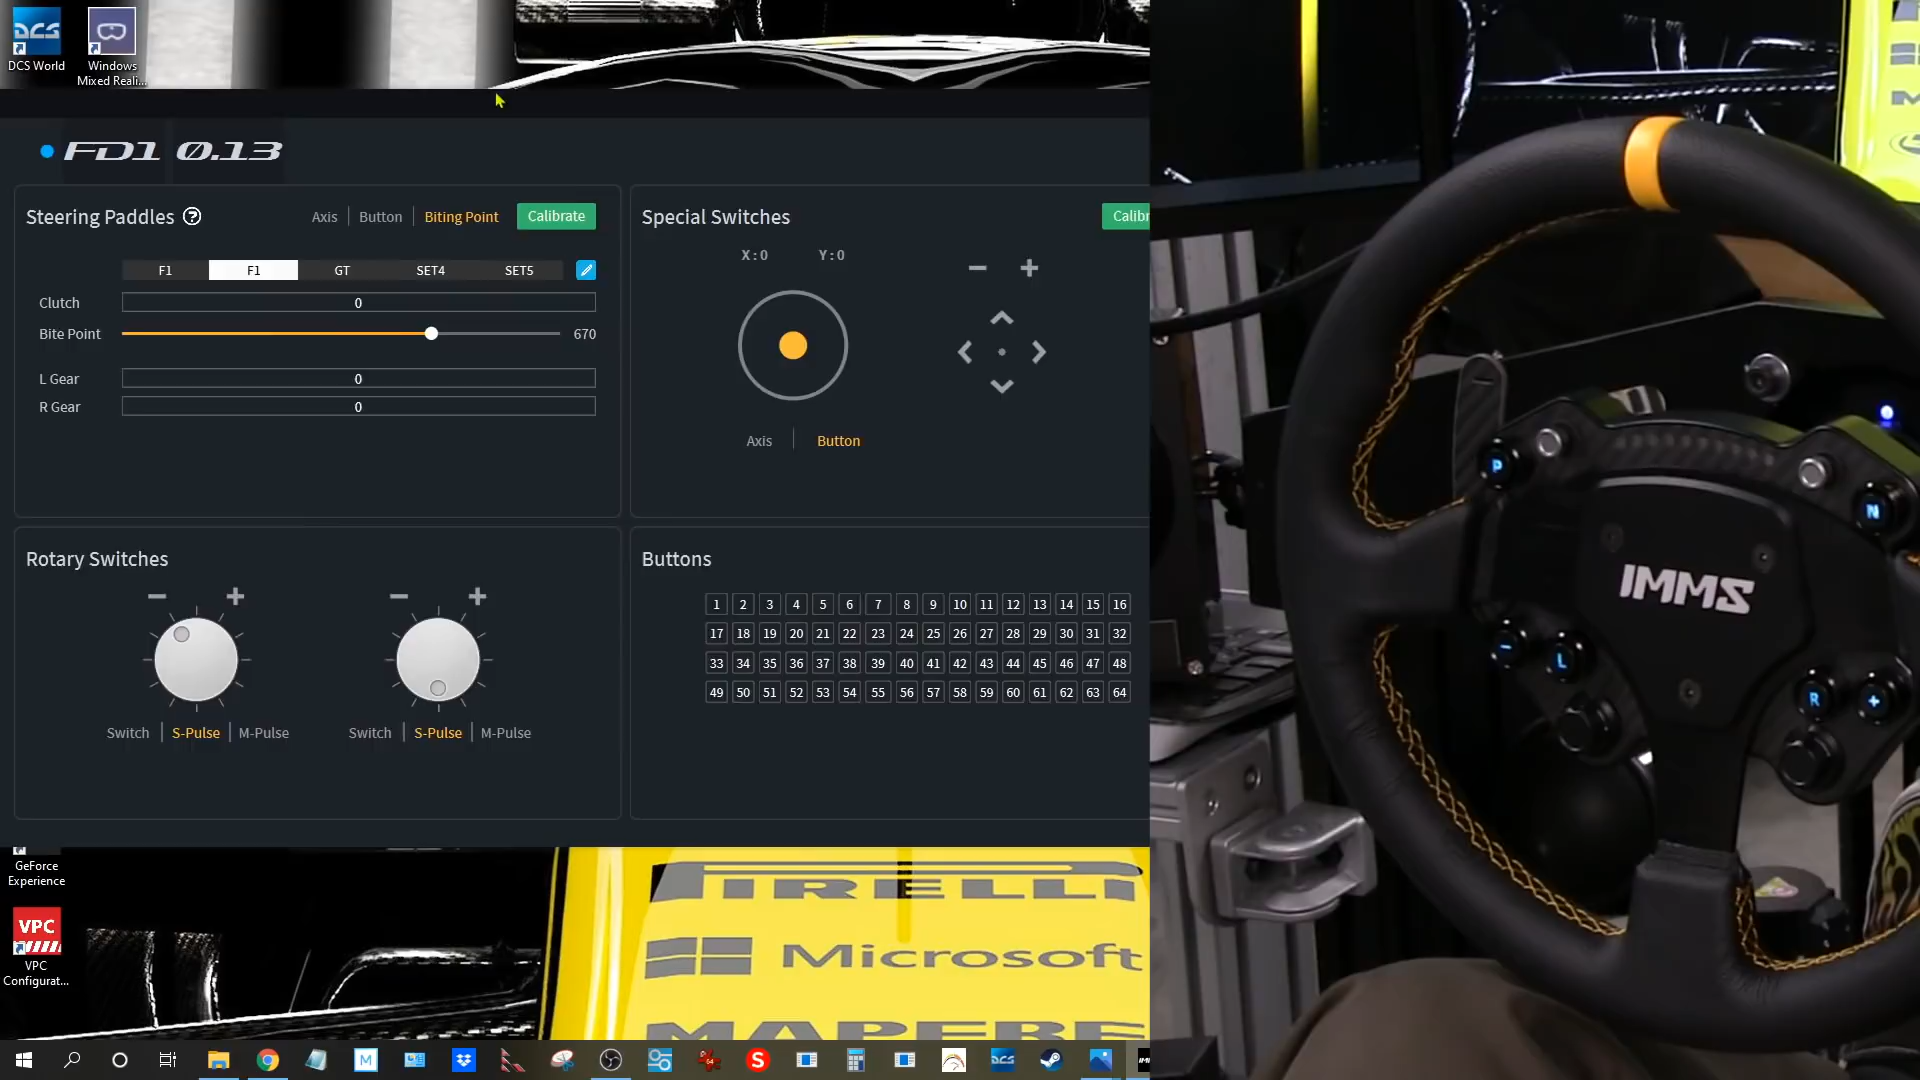 DCS
DCS World
Windows
Mixed Reali...
FD1 0.13
Steering Paddles ?
Axis
Button
Biting Point
Calibrate
F1
F1
GT
SET4
SET5
Clutch
0
Bite Point
670
L Gear
0
R Gear
0
Special Switches
Calibr
X:0
Y:0
− +
Axis
Button
Rotary Switches
− +
Switch
S-Pulse
M-Pulse
− +
Switch
S-Pulse
M-Pulse
Buttons
1 2 3 4 5 6 7 8 9 10 11 12 13 14 15 16
17 18 19 20 21 22 23 24 25 26 27 28 29 30 31 32
33 34 35 36 37 38 39 40 41 42 43 44 45 46 47 48
49 50 51 52 53 54 55 56 57 58 59 60 61 62 63 64
GeForce
Experience
VPC
VPC
Configurat...
PIRELLI
Microsoft
MAPFRE
M
S
DCS
P
N
IMMS
-
L
R
+